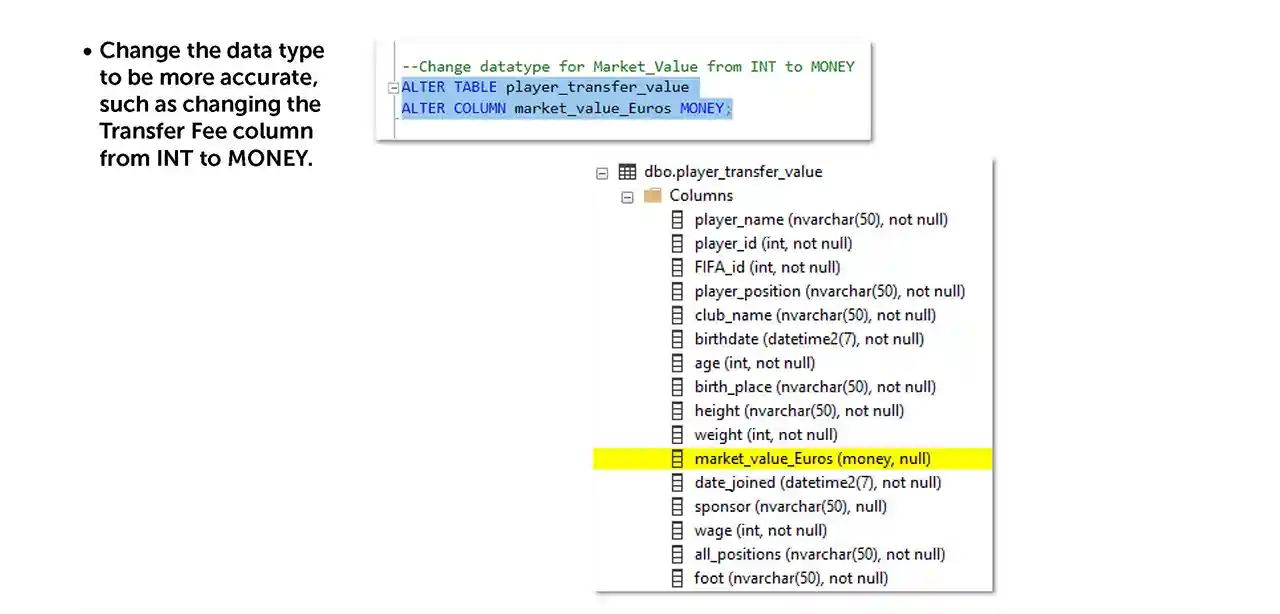 • Change the data type
to be more accurate,
such as changing the
Transfer Fee column
from INT to MONEY.
--Change datatype for Market_Value from INT to MONEY
ALTER TABLE player_transfer_value
ALTER COLUMN market_value_Euros MONEY;
dbo.player_transfer_value
Columns
player_name (nvarchar(50), not null)
player_id (int, not null)
FIFA_id (int, not null)
player_position (nvarchar(50), not null)
club_name (nvarchar(50), not null)
birthdate (datetime2(7), not null)
age (int, not null)
birth_place (nvarchar(50), not null)
height (nvarchar(50), not null)
weight (int, not null)
market_value_Euros (money, null)
date_joined (datetime2(7), not null)
sponsor (nvarchar(50), null)
wage (int, not null)
all_positions (nvarchar(50), not null)
foot (nvarchar(50), not null)